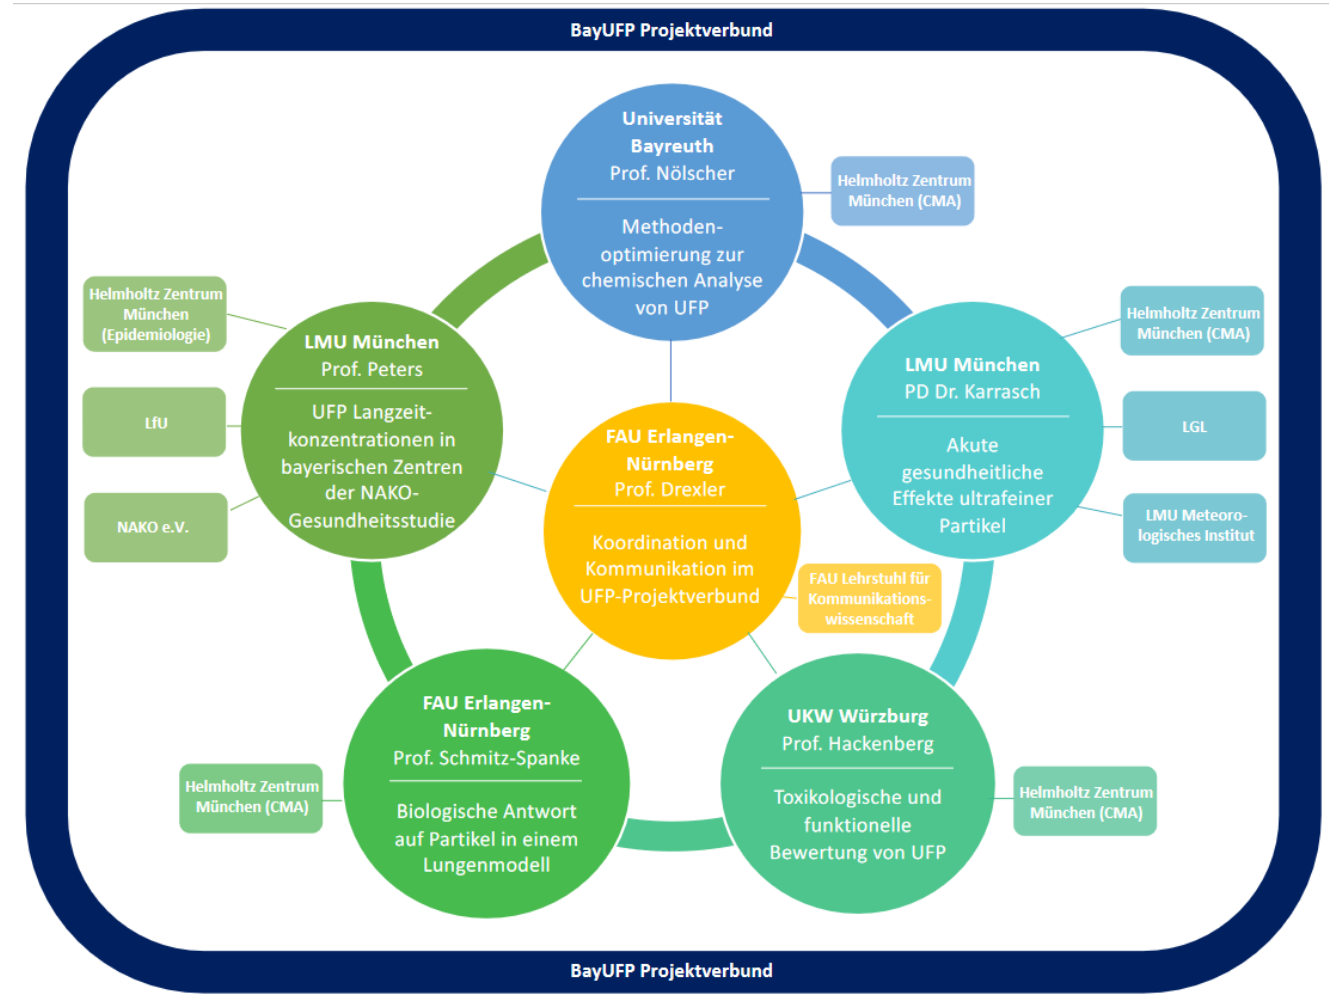 BayUFP Projektverbund
Universität
Bayreuth
Prof. Nölscher
Methoden-
optimierung zur
chemischen Analyse
von UFP
Helmholtz Zentrum
München (CMA)
Helmholtz Zentrum
München
(Epidemiologie)
LfU
NAKO e.V.
LMU München
Prof. Peters
UFP Langzeit-
konzentrationen in
bayerischen Zentren
der NAKO-
Gesundheitsstudie
FAU Erlangen-
Nürnberg
Prof. Drexler
Koordination und
Kommunikation im
UFP-Projektverbund
FAU Lehrstuhl für
Kommunikations-
wissenschaft
LMU München
PD Dr. Karrasch
Akute
gesundheitliche
Effekte ultrafeiner
Partikel
Helmholtz Zentrum
München (CMA)
LGL
LMU Meteoro-
logisches Institut
Helmholtz Zentrum
München (CMA)
FAU Erlangen-
Nürnberg
Prof. Schmitz-Spanke
Biologische Antwort
auf Partikel in einem
Lungenmodell
UKW Würzburg
Prof. Hackenberg
Toxikologische und
funktionelle
Bewertung von UFP
Helmholtz Zentrum
München (CMA)
BayUFP Projektverbund